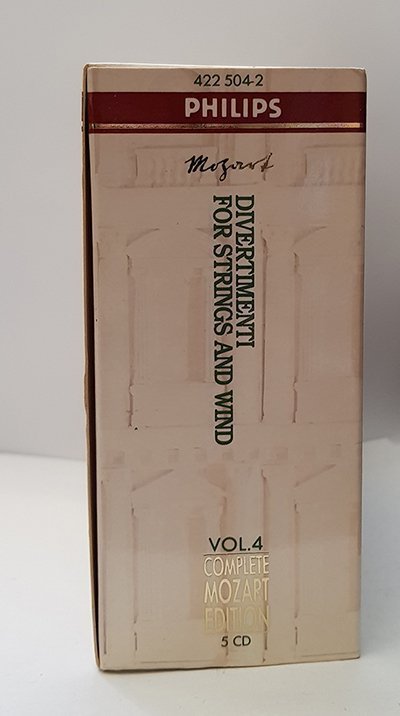 422 504-2
PHILIPS
Mozart
DIVERTIMENTI
FOR STRINGS AND WIND
VOL.4
COMPLETE
MOZART
EDITION
5 CD